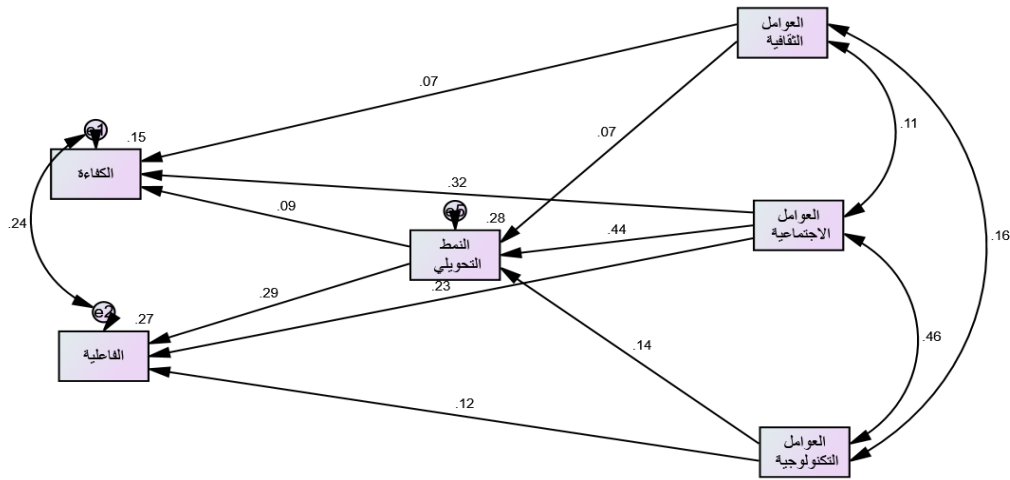 العوامل
الثقافية
.07
.11
e1
.15
الكفاءة
.07
.32
العوامل
الاجتماعية
.09
e5
.28
.44
النمط
التحويلي
.24
.16
.29
.23
e2
.27
الفاعلية
.14
.46
.12
العوامل
التكنولوجية